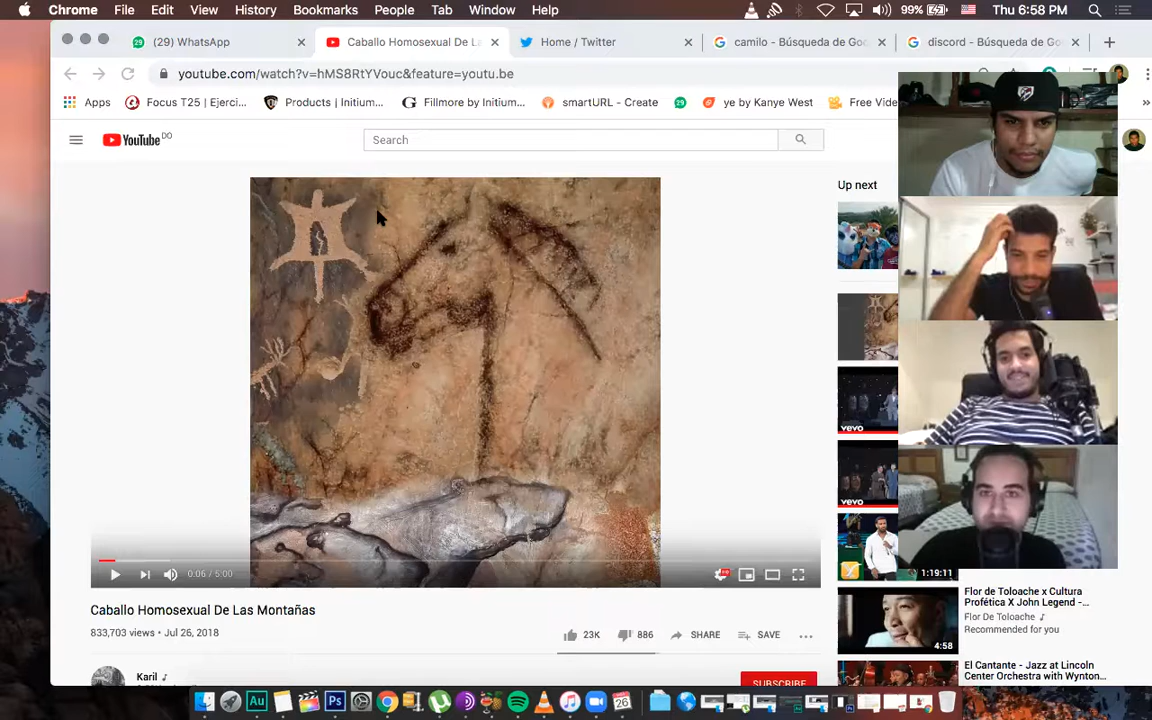 Chrome File Edit View History Bookmarks People Tab Window Help
99% Thu 6:58 PM
(29) WhatsApp
Caballo Homosexual De La
Home / Twitter
camilo - Búsqueda de Goo
discord - Búsqueda de Go
youtube.com/watch?v=hMS8RtYVouc&feature=youtu.be
Apps
Focus T25 | Ejerci...
Products | Initium...
Fillmore by Initium...
smartURL - Create
29
ye by Kanye West
Free Vide
YouTube DO
Search
Up next
vevo
vevo
0:06 / 5:00
1:19:11
Caballo Homosexual De Las Montañas
833,703 views • Jul 26, 2018
23K
886
SHARE
SAVE
Flor de Toloache x Cultura
Profética X John Legend -...
Flor De Toloache
Recommended for you
4:58
El Cantante - Jazz at Lincoln
Center Orchestra with Wynton...
Karil
SUBSCRIBE
Au
Ps
26